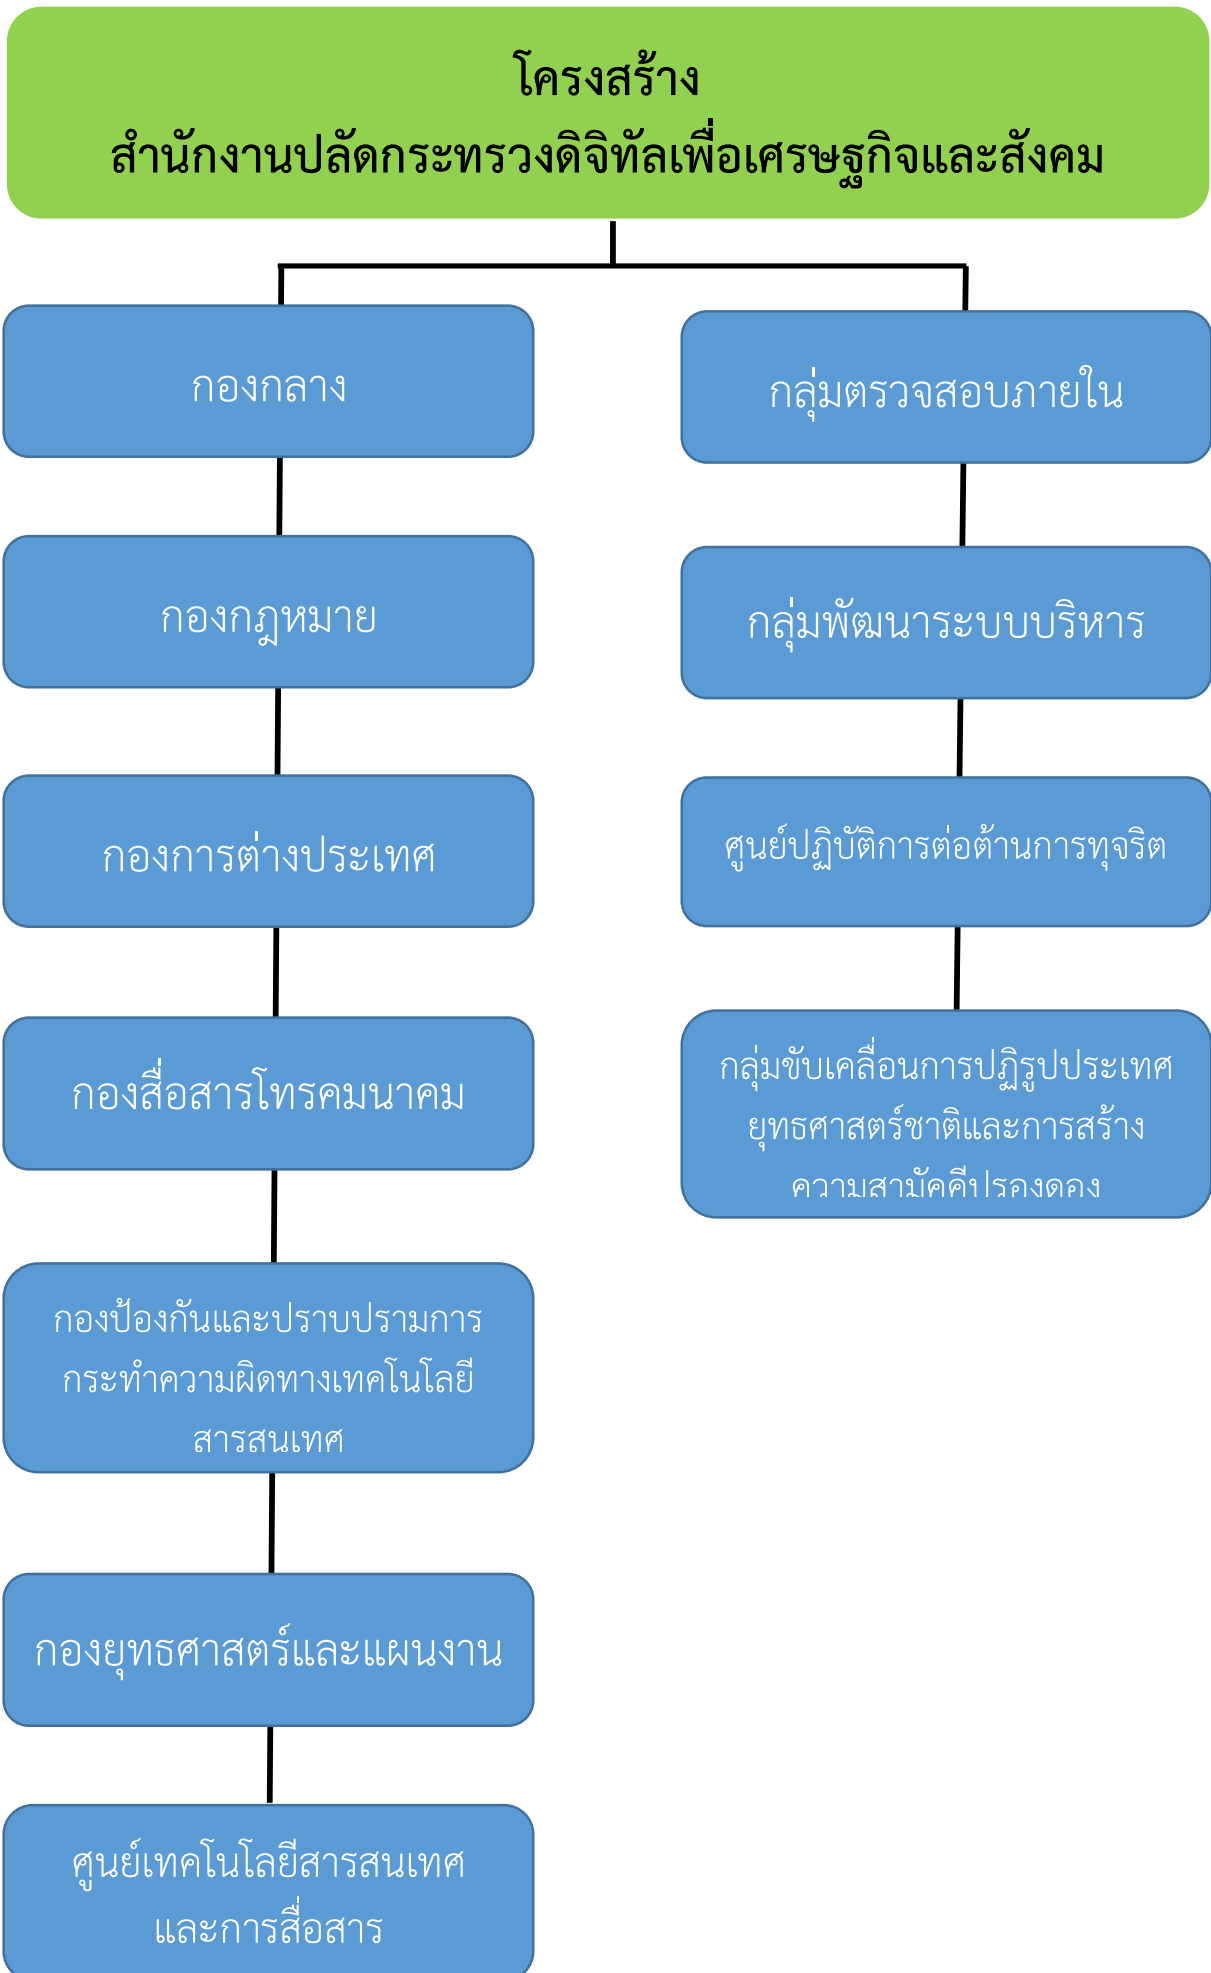 โครงสร้าง
สำนักงานปลัดกระทรวงดิจิทัลเพื่อเศรษฐกิจและสังคม
กองกลาง
กองกฎหมาย
กองการต่างประเทศ
กองสื่อสารโทรคมนาคม
กองป้องกันและปราบปรามการ
กระทำความผิดทางเทคโนโลยี
สารสนเทศ
กองยุทธศาสตร์และแผนงาน
ศูนย์เทคโนโลยีสารสนเทศ
และการสื่อสาร
กลุ่มตรวจสอบภายใน
กลุ่มพัฒนาระบบบริหาร
ศูนย์ปฏิบัติการต่อต้านการทุจริต
กลุ่มขับเคลื่อนการปฏิรูปประเทศ
ยุทธศาสตร์ชาติและการสร้าง
ความสามัคคีปรองดอง